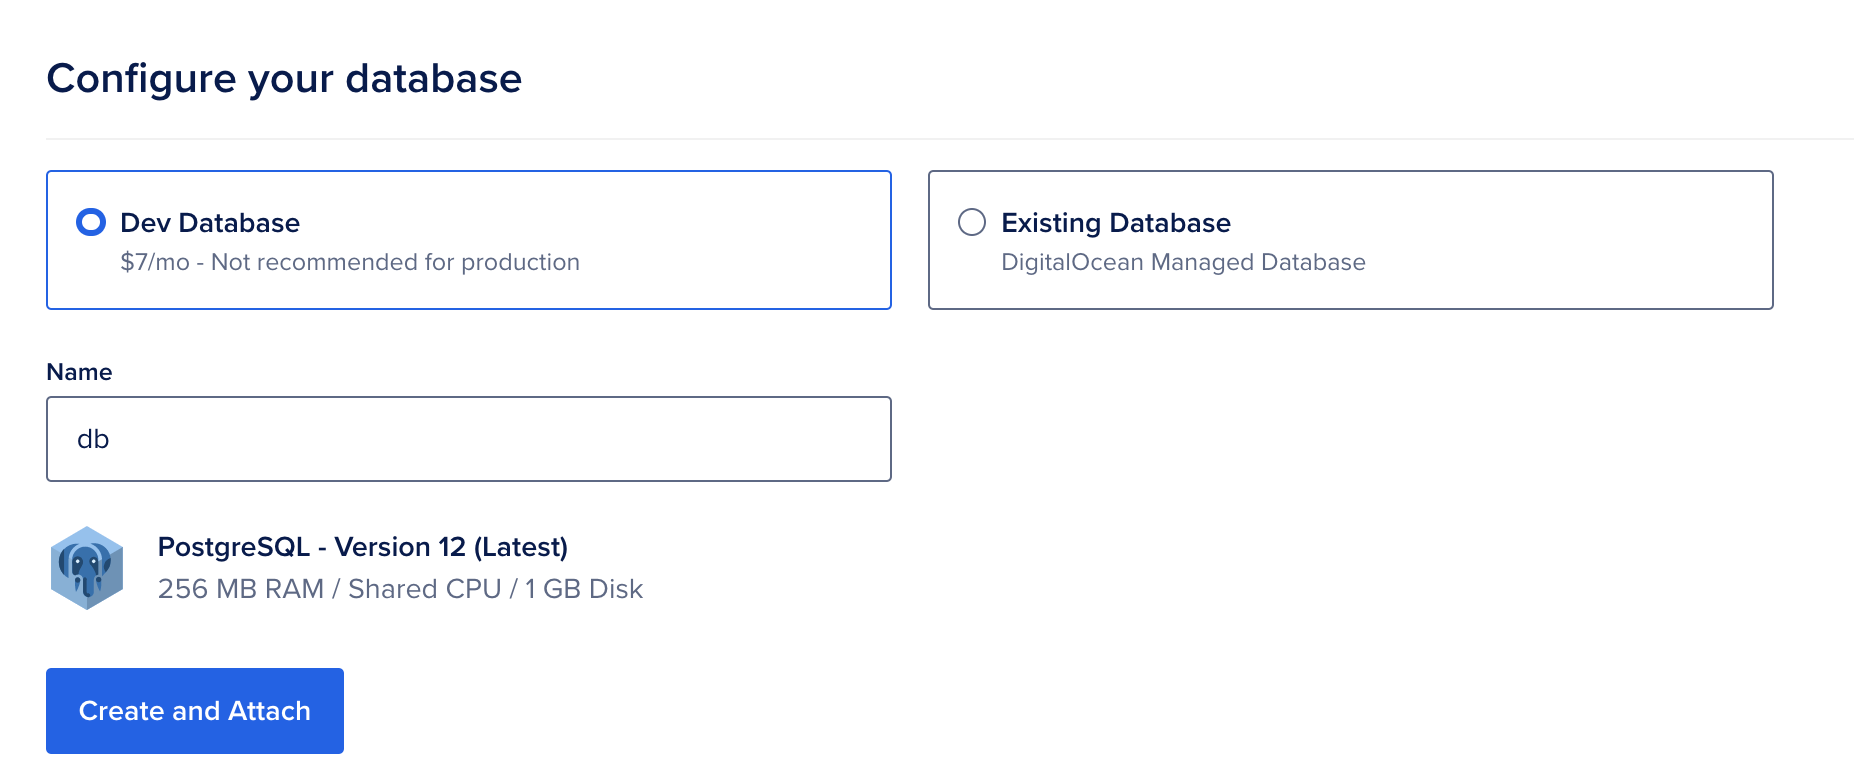 Configure your database
Dev Database
$7/mo - Not recommended for production
Existing Database
DigitalOcean Managed Database
Name
db
PostgreSQL - Version 12 (Latest)
256 MB RAM / Shared CPU / 1 GB Disk
Create and Attach